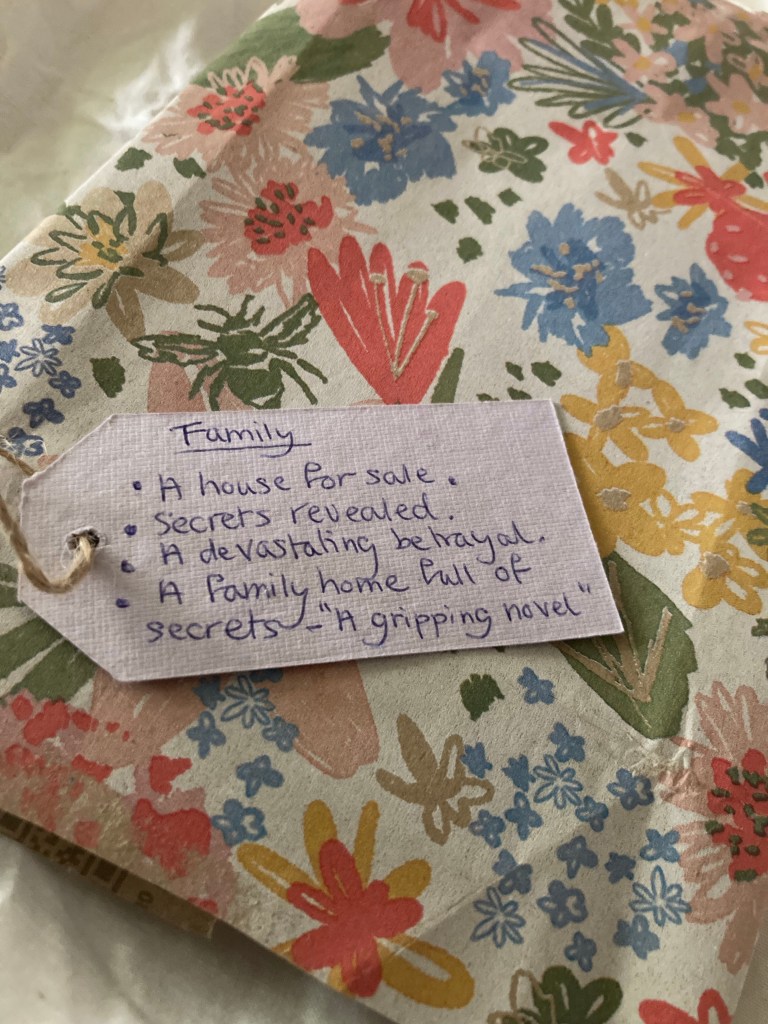 Family
• A house for sale.
• secrets revealed.
• A devastating betrayal.
• A family home full of
secrets - "A gripping novel"